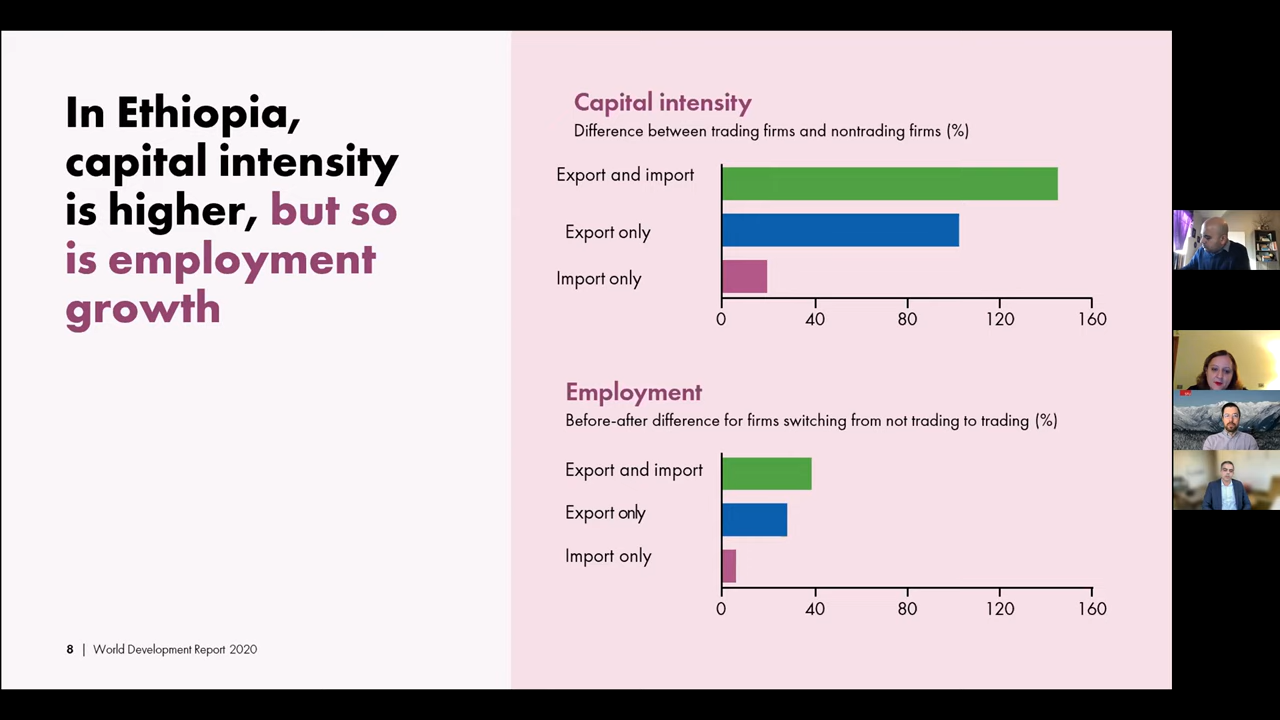 In Ethiopia,
capital intensity
is higher, but so
is employment
growth
8 | World Development Report 2020
Capital intensity
Difference between trading firms and nontrading firms (%)
Export and import
Export only
Import only
0 40 80 120 160
Employment
Before-after difference for firms switching from not trading to trading (%)
Export and import
Export only
Import only
0 40 80 120 160